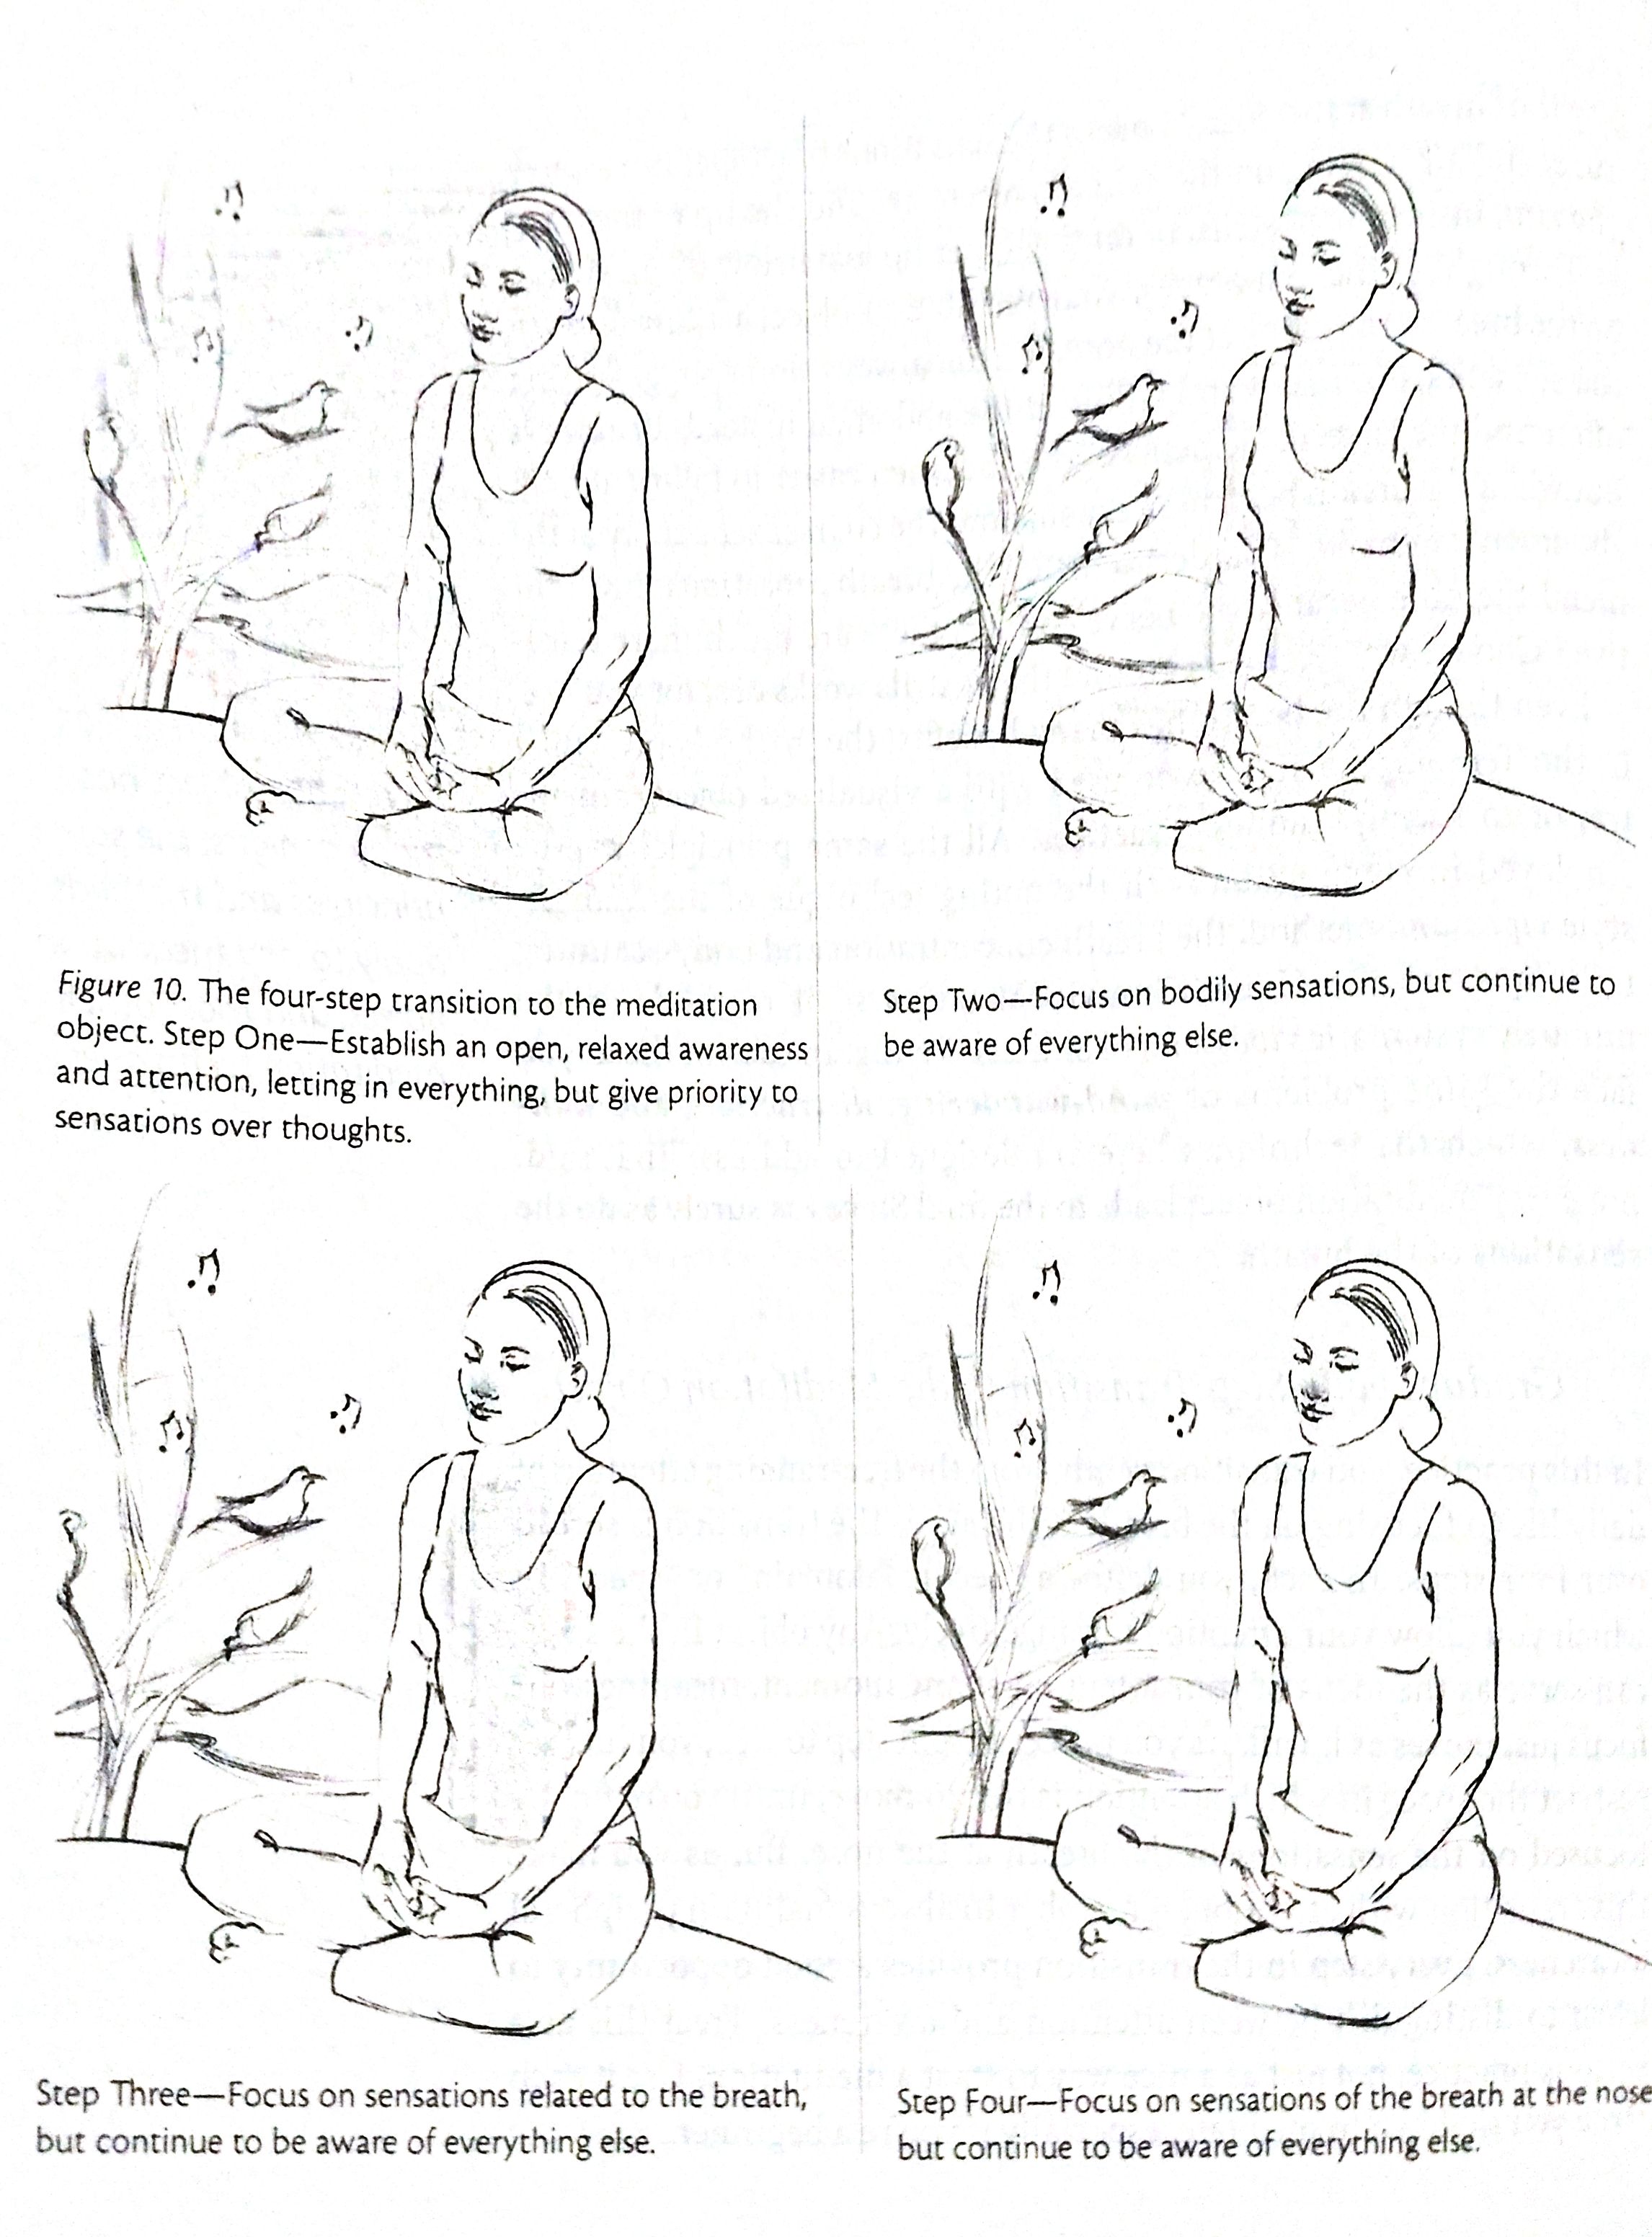 Figure 10. The four-step transition to the meditation
object. Step One—Establish an open, relaxed awareness
and attention, letting in everything, but give priority to
sensations over thoughts.
Step Two—Focus on bodily sensations, but continue to
be aware of everything else.
Step Three—Focus on sensations related to the breath,
but continue to be aware of everything else.
Step Four—Focus on sensations of the breath at the nose
but continue to be aware of everything else.